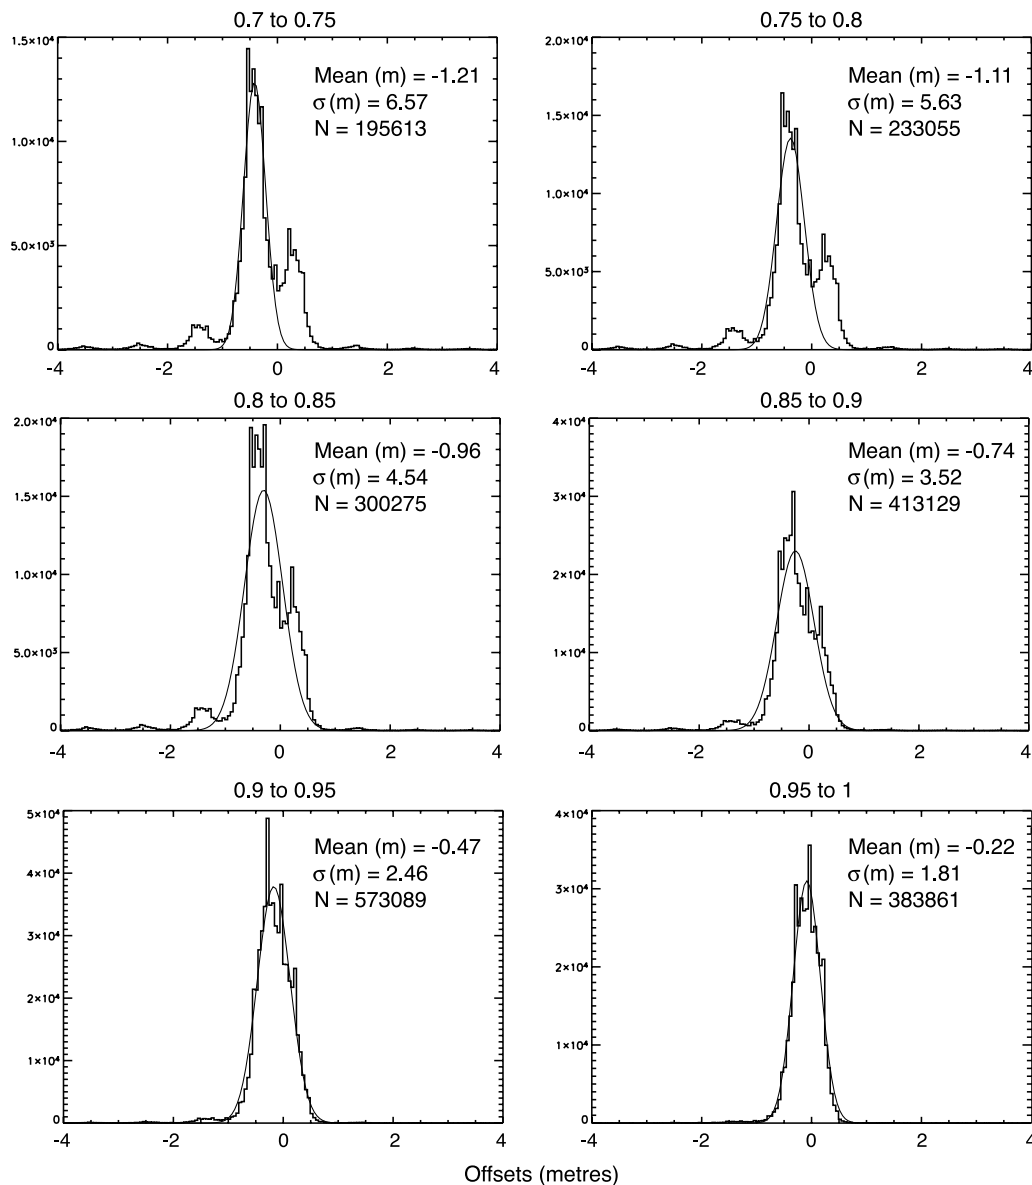 0.7 to 0.75
1.5×10⁴
1.0×10⁴
5.0×10³
0
-4 -2 0 2 4
Mean (m) = -1.21
σ(m) = 6.57
N = 195613
0.75 to 0.8
2.0×10⁴
1.5×10⁴
1.0×10⁴
5.0×10³
0
-4 -2 0 2 4
Mean (m) = -1.11
σ(m) = 5.63
N = 233055
0.8 to 0.85
2.0×10⁴
1.5×10⁴
1.0×10⁴
5.0×10³
0
-4 -2 0 2 4
Mean (m) = -0.96
σ(m) = 4.54
N = 300275
0.85 to 0.9
4×10⁴
3×10⁴
2×10⁴
1×10⁴
0
-4 -2 0 2 4
Mean (m) = -0.74
σ(m) = 3.52
N = 413129
0.9 to 0.95
5×10⁴
4×10⁴
3×10⁴
2×10⁴
1×10⁴
0
-4 -2 0 2 4
Mean (m) = -0.47
σ(m) = 2.46
N = 573089
0.95 to 1
4×10⁴
3×10⁴
2×10⁴
1×10⁴
0
-4 -2 0 2 4
Mean (m) = -0.22
σ(m) = 1.81
N = 383861
Offsets (metres)